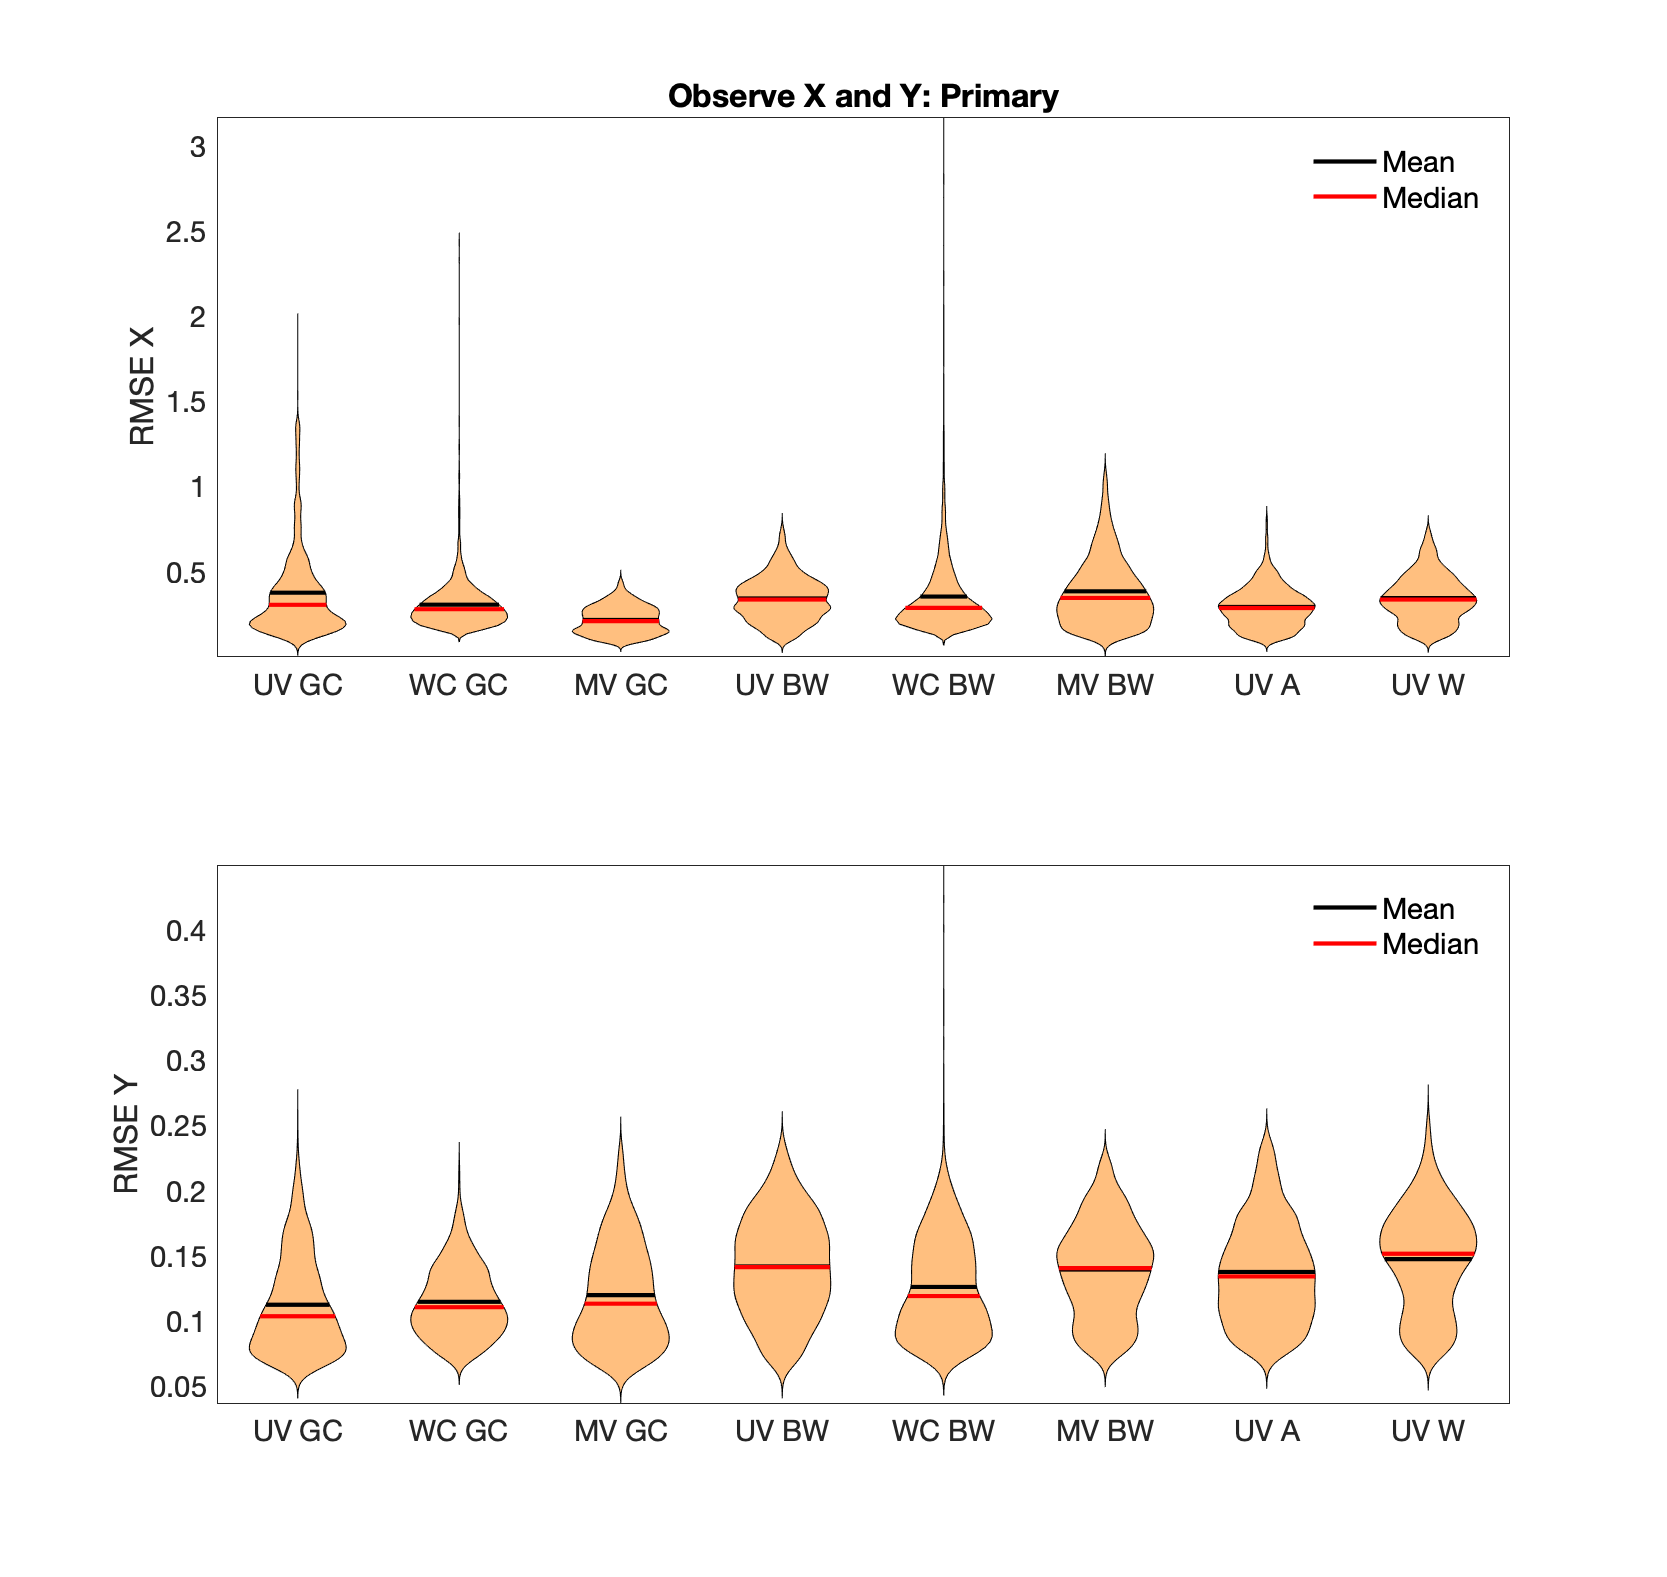 Observe X and Y: Primary
Mean
Median
RMSE X
3
2.5
2
1.5
1
0.5
UV GC WC GC MV GC UV BW WC BW MV BW UV A UV W
Mean
Median
RMSE Y
0.4
0.35
0.3
0.25
0.2
0.15
0.1
0.05
UV GC WC GC MV GC UV BW WC BW MV BW UV A UV W